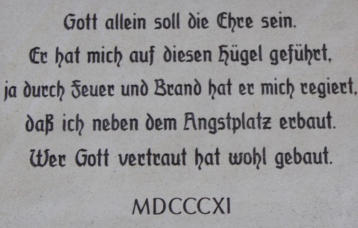 Gott allein soll die Ehre sein.
Er hat mich auf diesen Hügel geführt,
ja durch Feuer und Brand hat er mich regiert,
daß ich neben dem Angstplatz erbaut.
Wer Gott vertraut hat wohl gebaut.
MDCCCXI